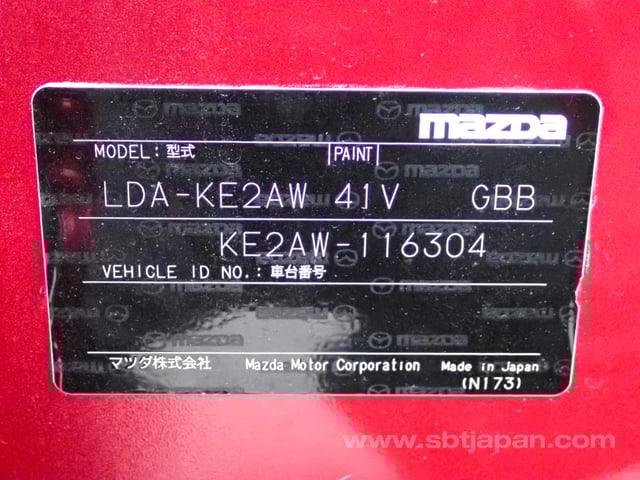 mazda
MODEL: 型式 PAINT
LDA-KE2AW 41V GBB
KE2AW-116304
VEHICLE ID NO.: 車台番号
マツダ株式会社 Mazda Motor Corporation Made in Japan
(N173)
www.sbtjapan.com